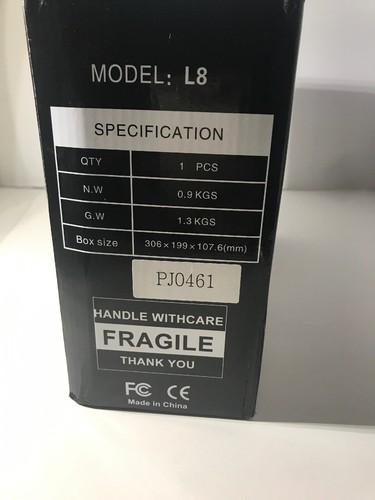 MODEL: L8
SPECIFICATION
QTY 1 PCS
N.W 0.9 KGS
G.W 1.3 KGS
Box size 306×199×107.6(mm)
PJ0461
HANDLE WITHCARE
FRAGILE
THANK YOU
FC CE
Made in China